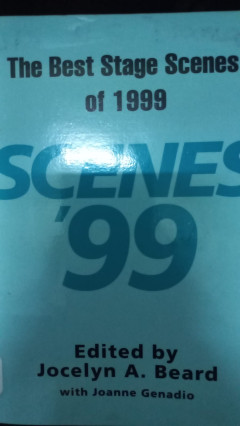 The Best Stage Scenes
of 1999
SCENES
'99
Edited by
Jocelyn A. Beard
with Joanne Genadio